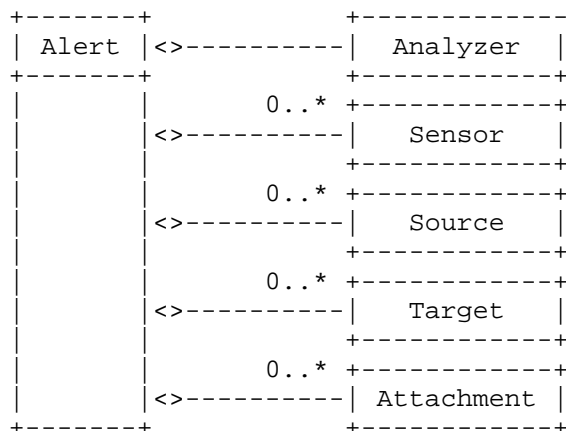 +-------+                +------------
| Alert |<>----------|  Analyzer  |
+-------+                +------------+
|       |         0..* +------------+
|       |<>----------|   Sensor   |
|       |                +------------+
|       |         0..* +------------+
|       |<>----------|   Source   |
|       |                +------------+
|       |         0..* +------------+
|       |<>----------|   Target   |
|       |                +------------+
|       |         0..* +------------+
|       |<>----------| Attachment |
+-------+                +------------+